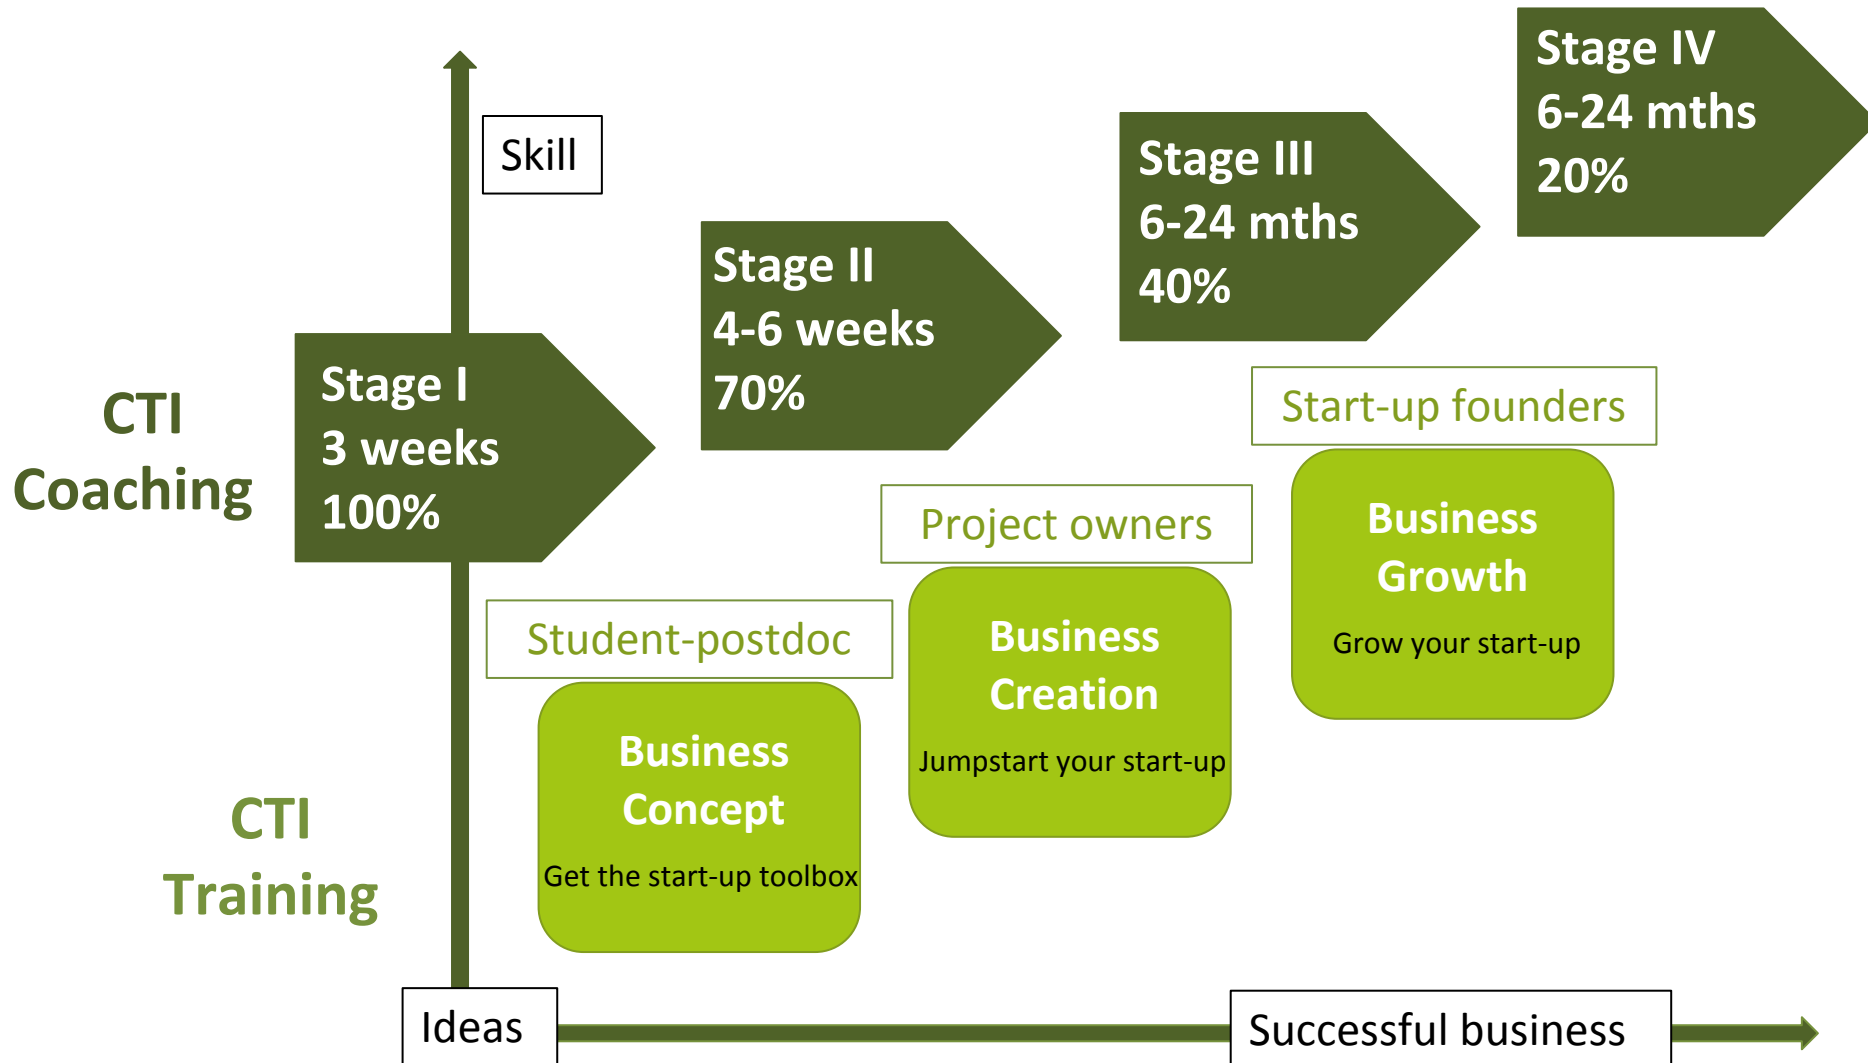 Stage IV
6-24 mths
20%
Skill
Stage III
6-24 mths
40%
Stage II
4-6 weeks
70%
Stage I
3 weeks
100%
CTI
Coaching
Start-up founders
Business
Growth
Grow your start-up
Project owners
Business
Creation
Jumpstart your start-up
Student-postdoc
Business
Concept
Get the start-up toolbox
CTI
Training
Ideas
Successful business